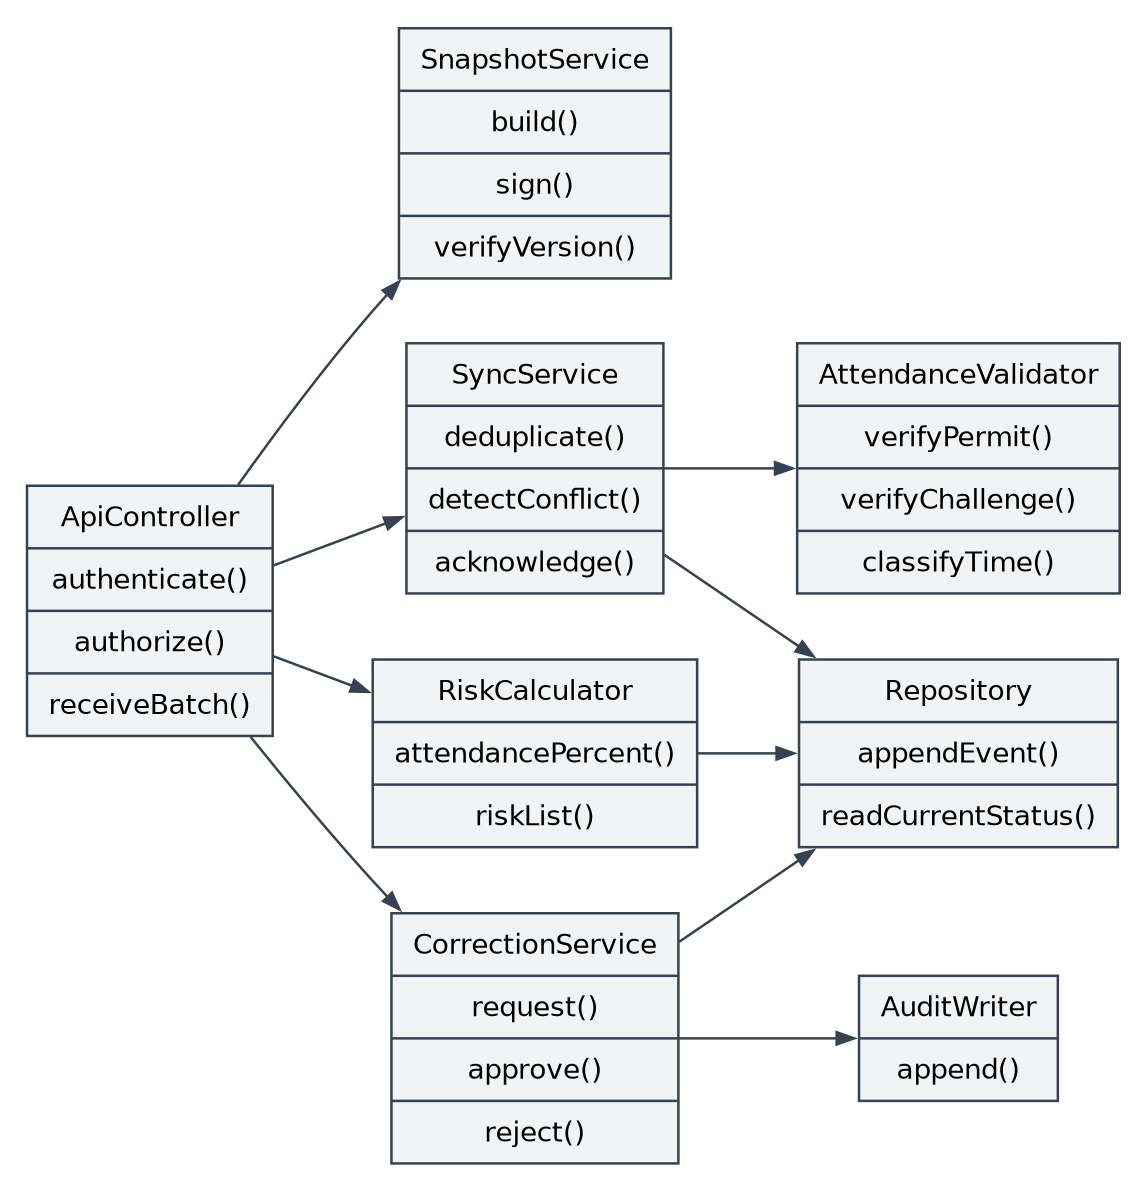 SnapshotService
build()
sign()
verifyVersion()
SyncService
deduplicate()
detectConflict()
acknowledge()
AttendanceValidator
verifyPermit()
verifyChallenge()
classifyTime()
ApiController
authenticate()
authorize()
receiveBatch()
RiskCalculator
attendancePercent()
riskList()
Repository
appendEvent()
readCurrentStatus()
CorrectionService
request()
approve()
reject()
AuditWriter
append()